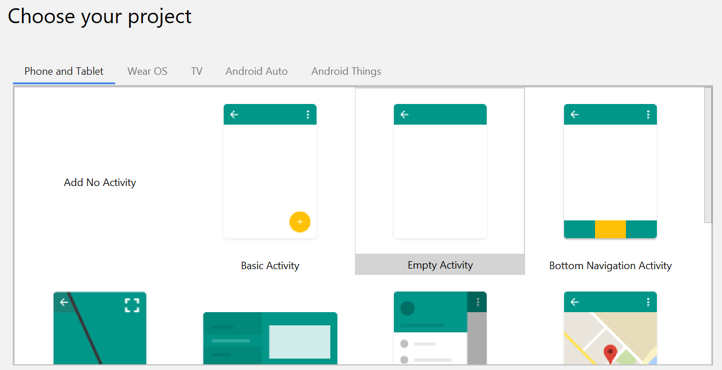 Choose your project
Phone and Tablet
Wear OS
TV
Android Auto
Android Things
Add No Activity
Basic Activity
Empty Activity
Bottom Navigation Activity